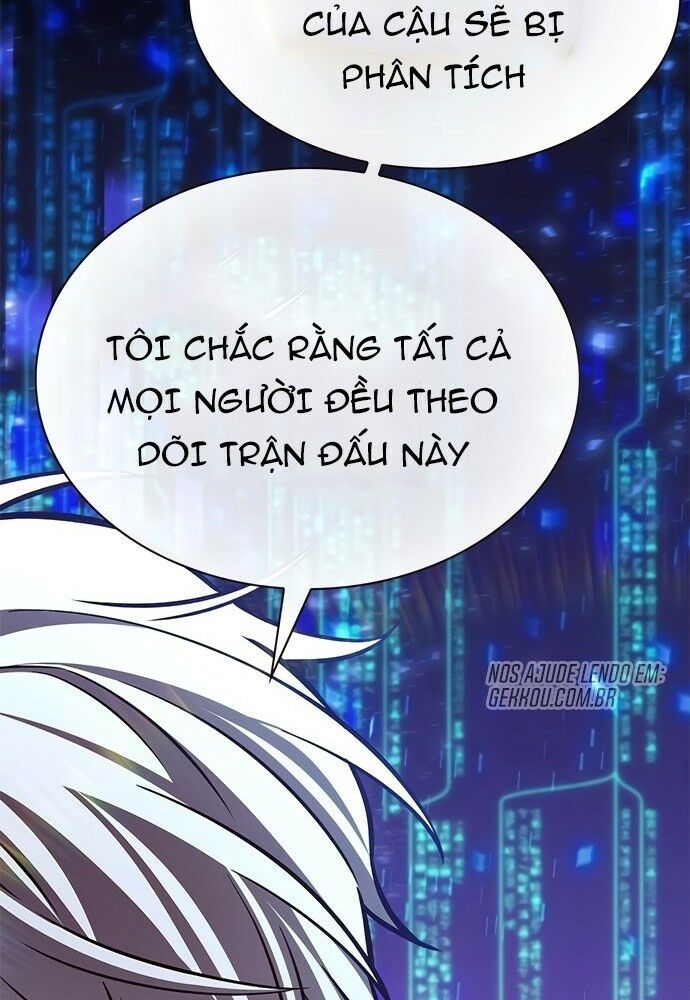 CỦA CẬU SẼ BỊ
PHÂN TÍCH
TÔI CHẮC RẰNG TẤT CẢ
MỌI NGƯỜI ĐỀU THEO
DÕI TRẬN ĐẤU NÀY
NOS AJUDE LENDO EM:
GEKKOU.COM.BR